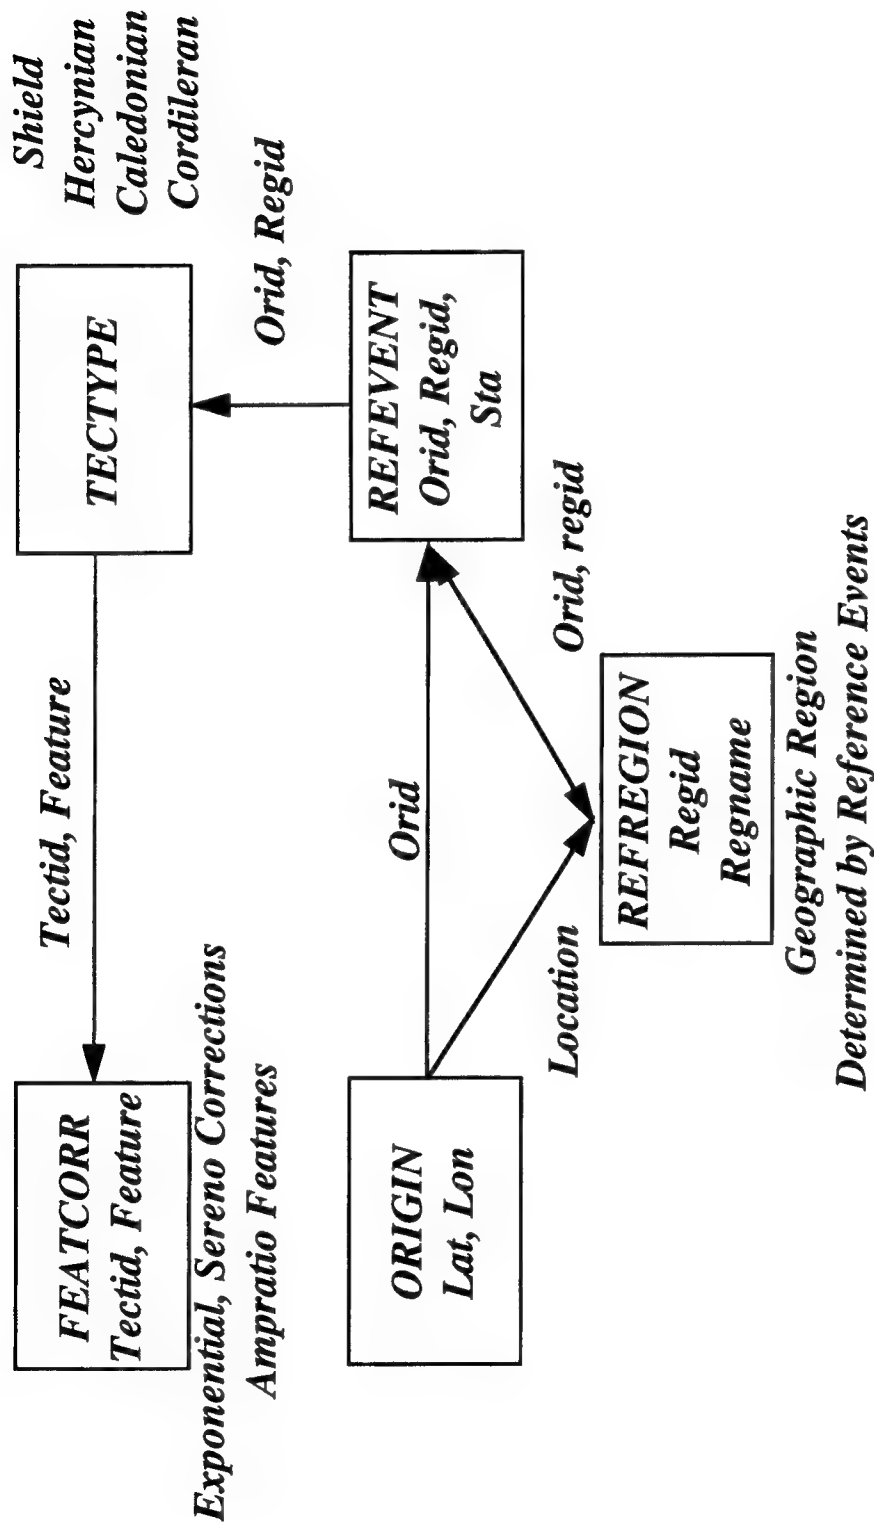 FEATCORR
Tectid, Feature
Exponential, Sereno Corrections
Ampratio Features
Tectid, Feature
TECTYPE
Shield
Hercynian
Caledonian
Cordileran
Orid, Regid
ORIGIN
Lat, Lon
Orid
REFEVENT
Orid, Regid,
Sta
Location
Orid, regid
REFREGION
Regid
Regname
Geographic Region
Determined by Reference Events